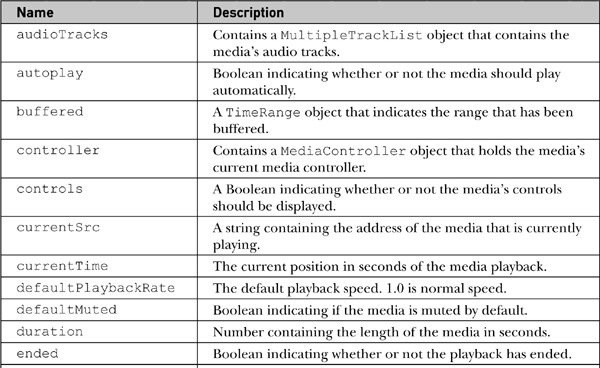 Name Description
audioTracks Contains a MultipleTrackList object that contains the
media's audio tracks.
autoplay Boolean indicating whether or not the media should play
automatically.
buffered A TimeRange object that indicates the range that has been
buffered.
controller Contains a MediaController object that holds the media's
current media controller.
controls A Boolean indicating whether or not the media's controls
should be displayed.
currentSrc A string containing the address of the media that is currently
playing.
currentTime The current position in seconds of the media playback.
defaultPlaybackRate The default playback speed. 1.0 is normal speed.
defaultMuted Boolean indicating if the media is muted by default.
duration Number containing the length of the media in seconds.
ended Boolean indicating whether or not the playback has ended.